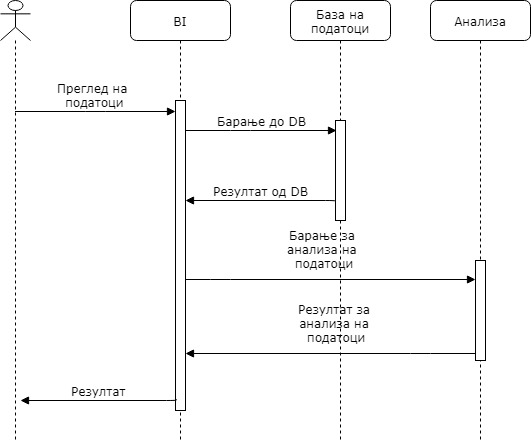 BI
База на
податоци
Анализа
Преглед на
податоци
Барање до DB
Резултат од DB
Барање за
анализа на
податоци
Резултат за
анализа на
податоци
Резултат